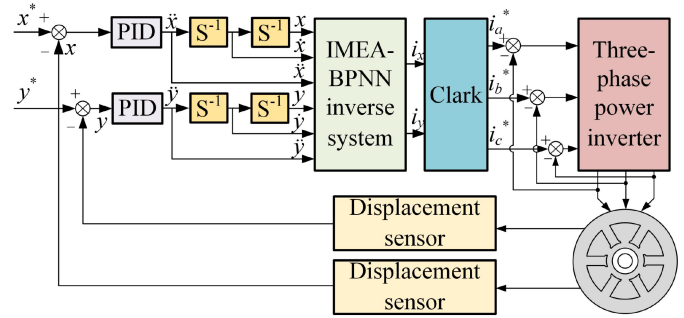 x* + − x PID ẍ S⁻¹ S⁻¹ x
ẋ
ẍ
y* + − y PID ÿ S⁻¹ S⁻¹ y
ẏ
ÿ
IMEA-
BPNN
inverse
system
iₓ
i_y
Clark
i_a* + −
i_b* + −
i_c* + −
Three-
phase
power
inverter
Displacement
sensor
Displacement
sensor